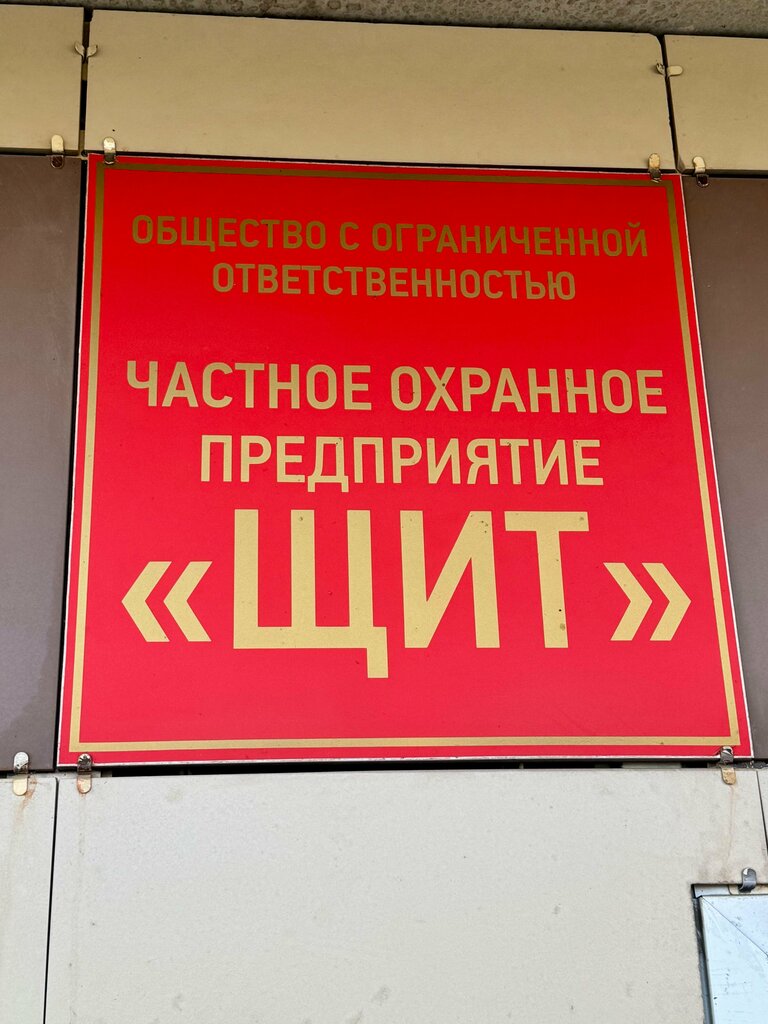 ОБЩЕСТВО С ОГРАНИЧЕННОЙ
ОТВЕТСТВЕННОСТЬЮ
ЧАСТНОЕ ОХРАННОЕ
ПРЕДПРИЯТИЕ
«ЩИТ»